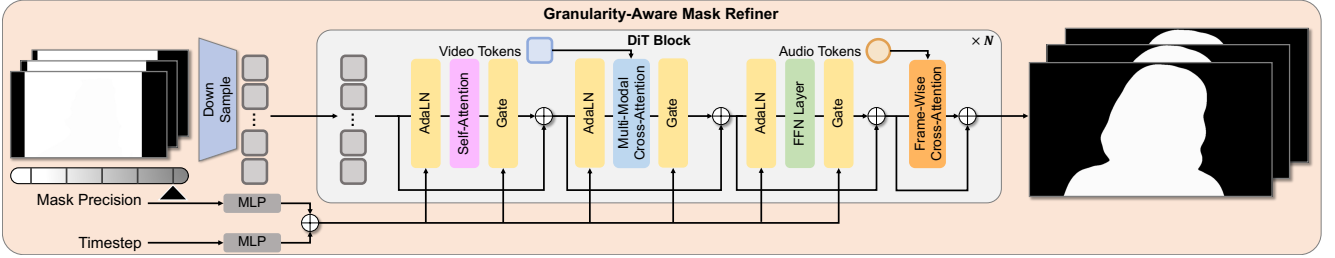 Granularity-Aware Mask Refiner
DiT Block
× N
Video Tokens
Audio Tokens
Down
Sample
AdaLN
Self-Attention
Gate
AdaLN
Multi-Modal
Cross-Attention
Gate
AdaLN
FFN Layer
Gate
Frame-Wise
Cross-Attention
Mask Precision
MLP
Timestep
MLP